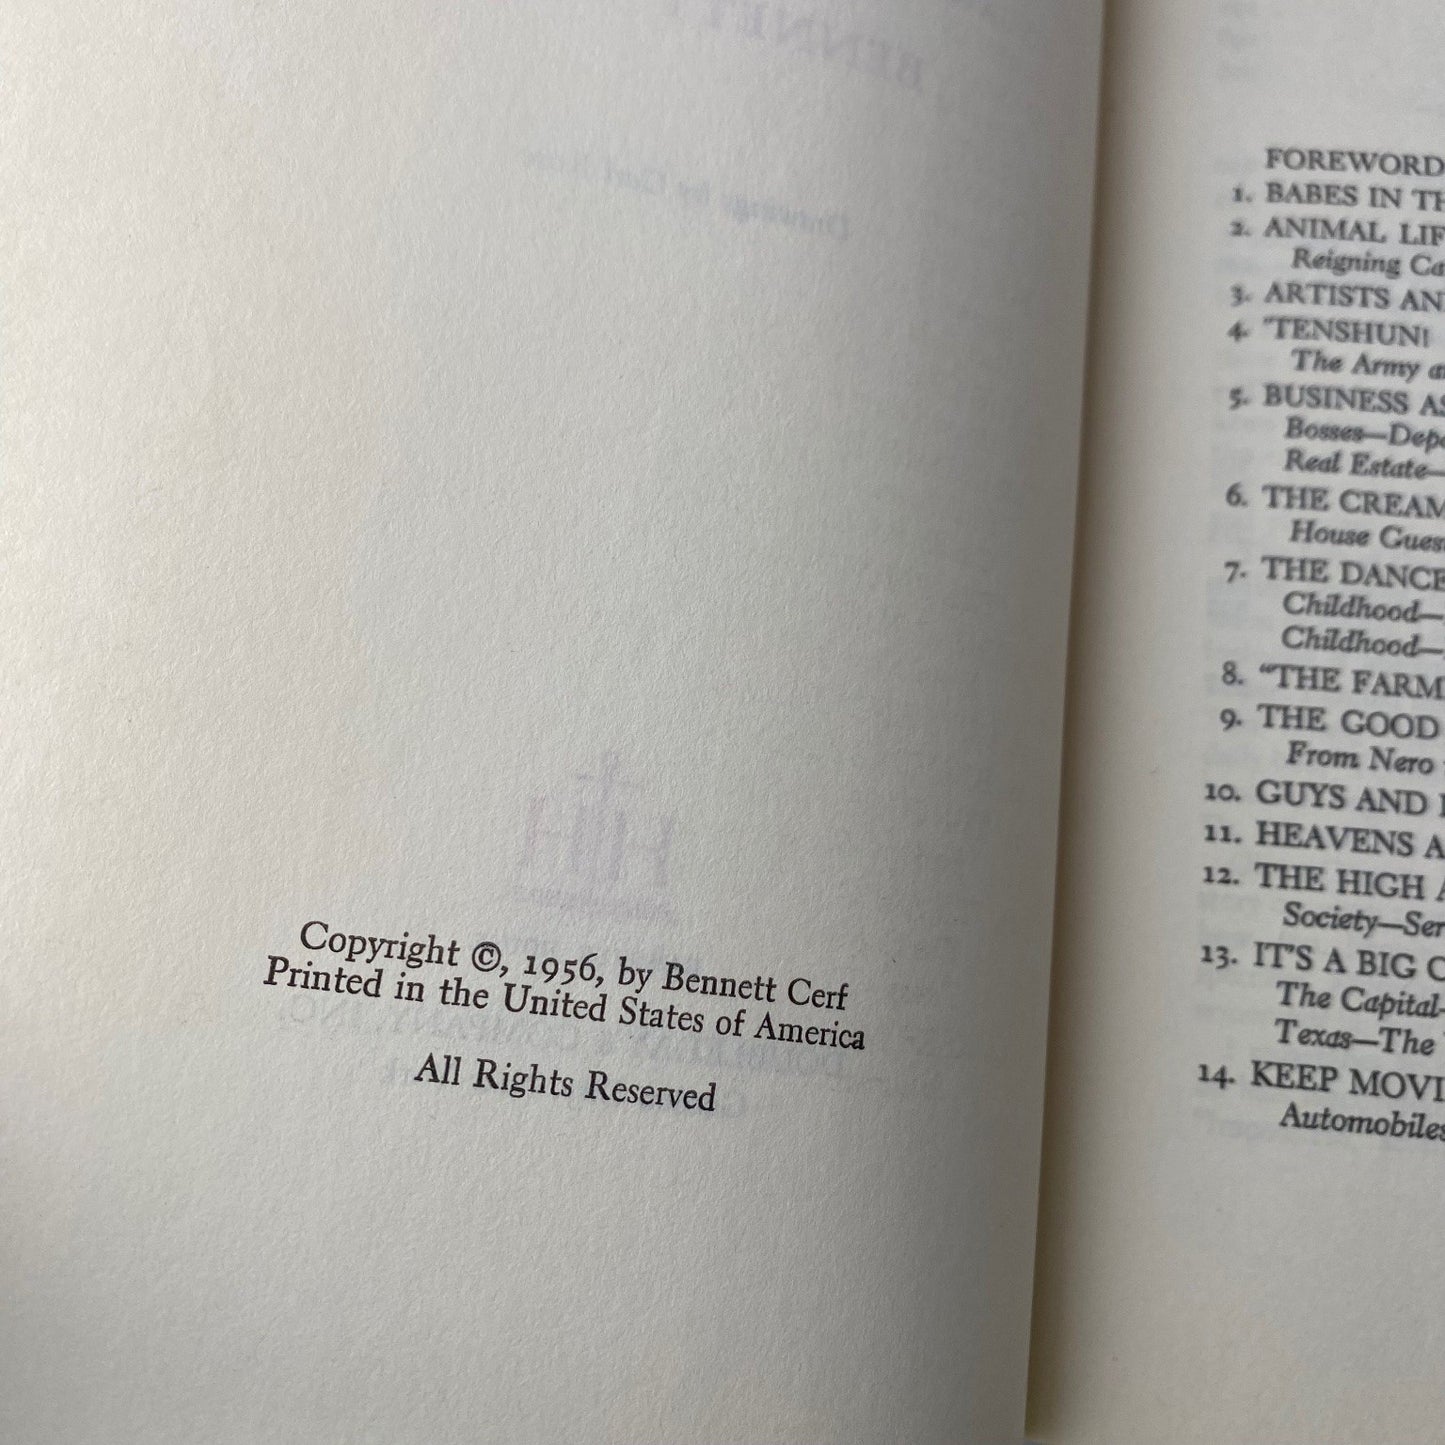 Copyright ©, 1956, by Bennett Cerf
Printed in the United States of America
All Rights Reserved
FOREWORD
1. BABES IN TH
2. ANIMAL LIF
Reigning Ca
3. ARTISTS AN
4. 'TENSHUN!
The Army a
5. BUSINESS AS
Bosses—Depa
Real Estate—
6. THE CREAM
House Gues
7. THE DANCE
Childhood—
Childhood—
8. "THE FARM
9. THE GOOD
From Nero
10. GUYS AND
11. HEAVENS A
12. THE HIGH A
Society—Ser
13. IT'S A BIG C
The Capital—
Texas—The
14. KEEP MOVI
Automobiles